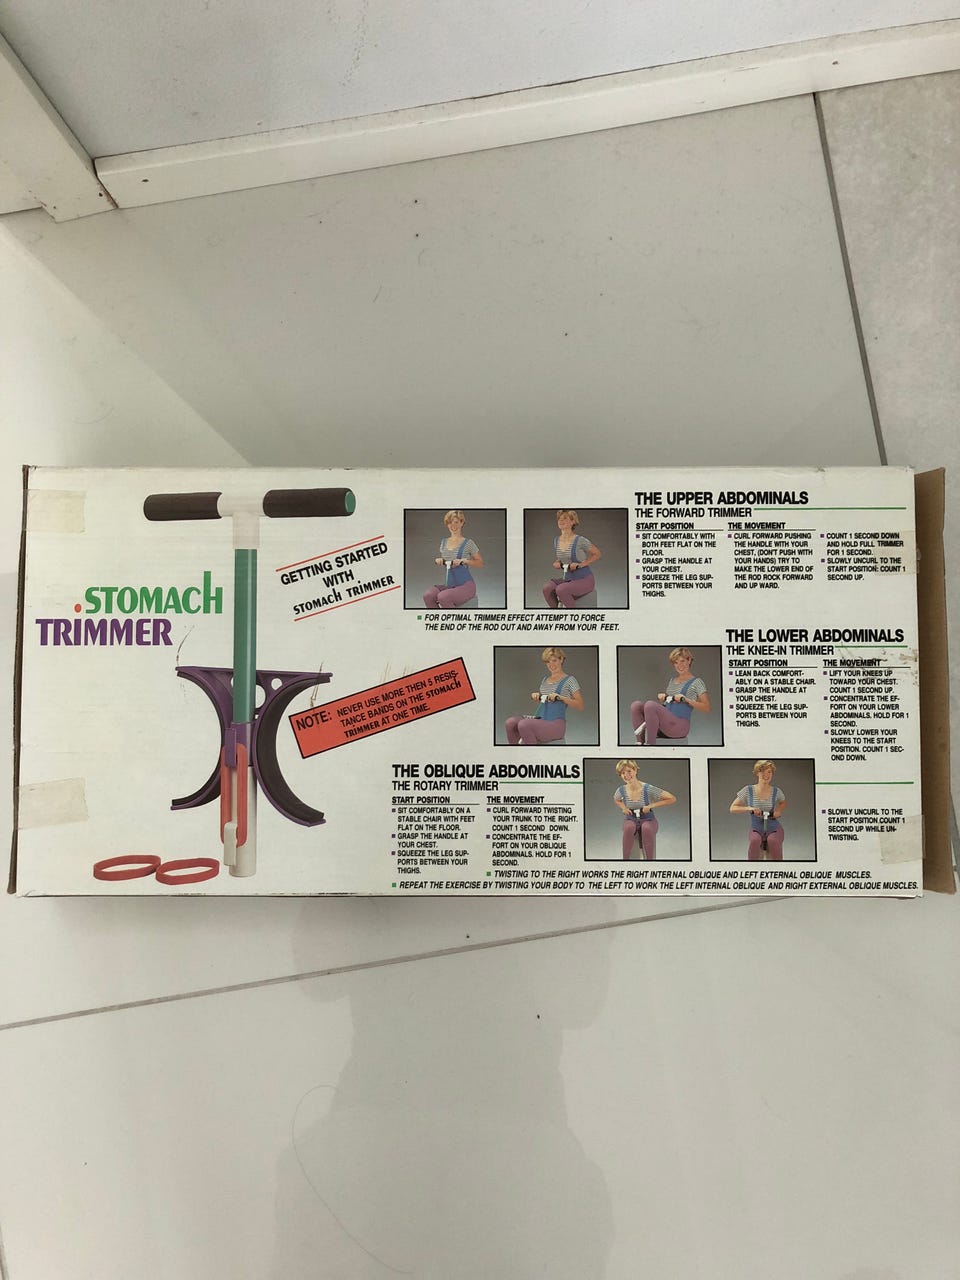 .STOMACH
TRIMMER
GETTING STARTED
WITH
STOMACH TRIMMER
NOTE: NEVER USE MORE THEN 5 RESIS-
TANCE BANDS ON THE STOMACH
TRIMMER AT ONE TIME.
THE UPPER ABDOMINALS
THE FORWARD TRIMMER
START POSITION
SIT COMFORTABLY WITH
BOTH FEET FLAT ON THE
FLOOR.
GRASP THE HANDLE AT
YOUR CHEST.
SQUEEZE THE LEG SUP-
PORTS BETWEEN YOUR
THIGHS.
THE MOVEMENT
CURL FORWARD PUSHING
THE HANDLE WITH YOUR
CHEST, (DON'T PUSH WITH
YOUR HANDS) TRY TO
MAKE THE LOWER END OF
THE ROD ROCK FORWARD
AND UP WARD.
COUNT 1 SECOND DOWN
AND HOLD FULL TRIMMER
FOR 1 SECOND.
SLOWLY UNCURL TO THE
START POSITION: COUNT 1
SECOND UP.
FOR OPTIMAL TRIMMER EFFECT ATTEMPT TO FORCE
THE END OF THE ROD OUT AND AWAY FROM YOUR FEET.
THE LOWER ABDOMINALS
THE KNEE-IN TRIMMER
START POSITION
LEAN BACK COMFORT-
ABLY ON A STABLE CHAIR.
GRASP THE HANDLE AT
YOUR CHEST.
SQUEEZE THE LEG SUP-
PORTS BETWEEN YOUR
THIGHS.
THE MOVEMENT
LIFT YOUR KNEES UP
TOWARD YOUR CHEST.
COUNT 1 SECOND UP.
CONCENTRATE THE EF-
FORT ON YOUR LOWER
ABDOMINALS. HOLD FOR 1
SECOND.
SLOWLY LOWER YOUR
KNEES TO THE START
POSITION. COUNT 1 SEC-
OND DOWN.
THE OBLIQUE ABDOMINALS
THE ROTARY TRIMMER
START POSITION
SIT COMFORTABLY ON A
STABLE CHAIR WITH FEET
FLAT ON THE FLOOR.
GRASP THE HANDLE AT
YOUR CHEST.
SQUEEZE THE LEG SUP-
PORTS BETWEEN YOUR
THIGHS.
THE MOVEMENT
CURL FORWARD TWISTING
YOUR TRUNK TO THE RIGHT.
COUNT 1 SECOND DOWN.
CONCENTRATE THE EF-
FORT ON YOUR OBLIQUE
ABDOMINALS. HOLD FOR 1
SECOND.
SLOWLY UNCURL TO THE
START POSITION.COUNT 1
SECOND UP WHILE UN-
TWISTING.
TWISTING TO THE RIGHT WORKS THE RIGHT INTERNAL OBLIQUE AND LEFT EXTERNAL OBLIQUE MUSCLES.
REPEAT THE EXERCISE BY TWISTING YOUR BODY TO THE LEFT TO WORK THE LEFT INTERNAL OBLIQUE AND RIGHT EXTERNAL OBLIQUE MUSCLES.